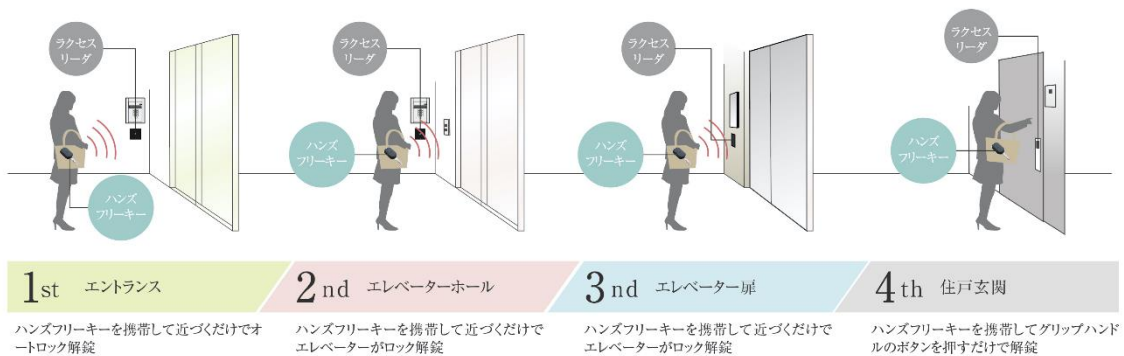 ラクセス
リーダ
ハンズ
フリーキー
ラクセス
リーダ
ハンズ
フリーキー
ラクセス
リーダ
ハンズ
フリーキー
ラクセス
リーダ
ハンズ
フリーキー
1st エントランス
ハンズフリーキーを携帯して近づくだけでオ
ートロック解錠
2nd エレベーターホール
ハンズフリーキーを携帯して近づくだけで
エレベーターがロック解錠
3nd エレベーター扉
ハンズフリーキーを携帯して近づくだけで
エレベーターがロック解錠
4th 住戸玄関
ハンズフリーキーを携帯してグリップハンド
ルのボタンを押すだけで解錠